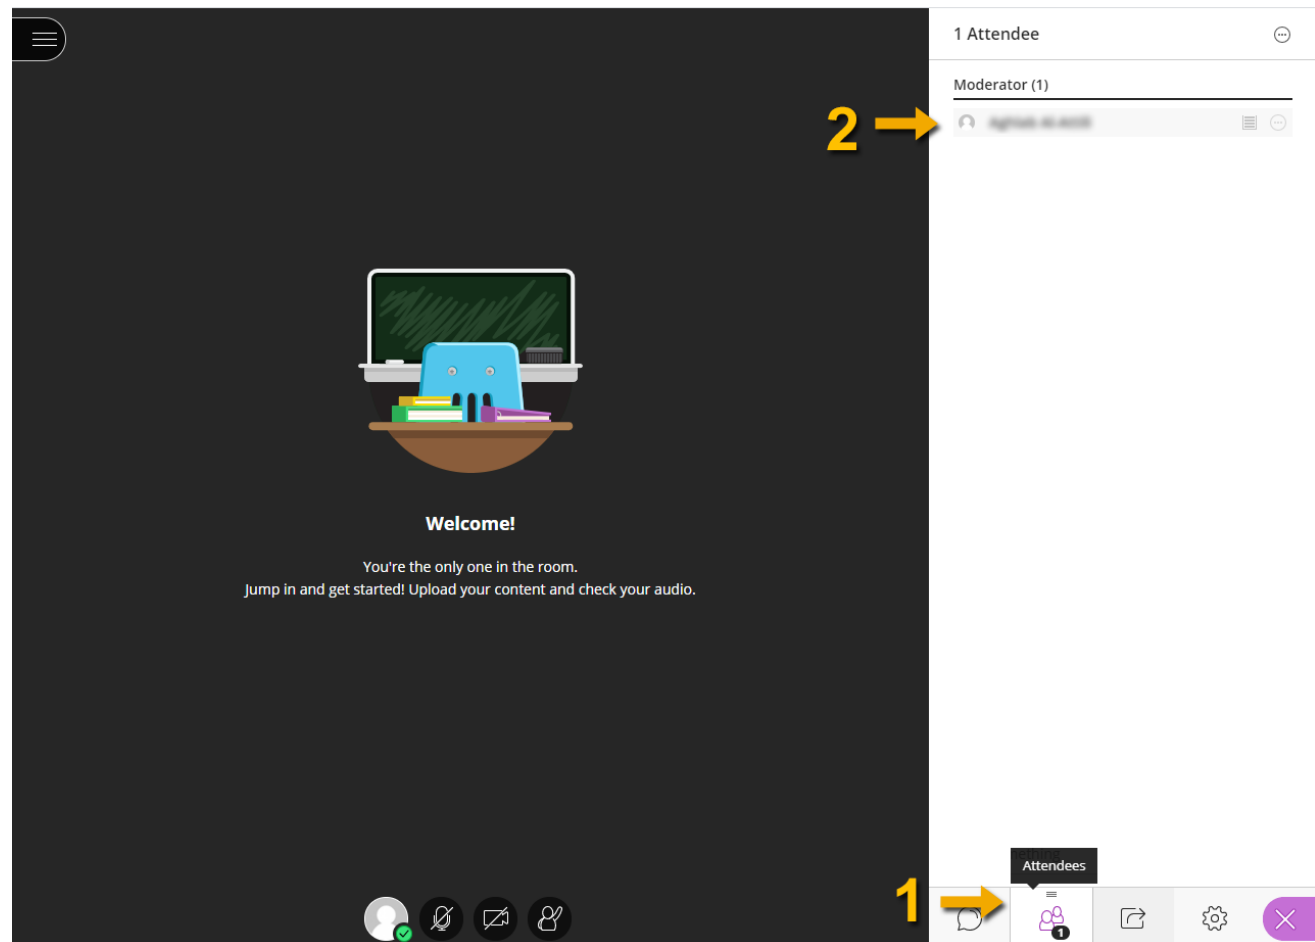 1 Attendee
Moderator (1)
2
Welcome!
You're the only one in the room.
Jump in and get started! Upload your content and check your audio.
Attendees
1
1